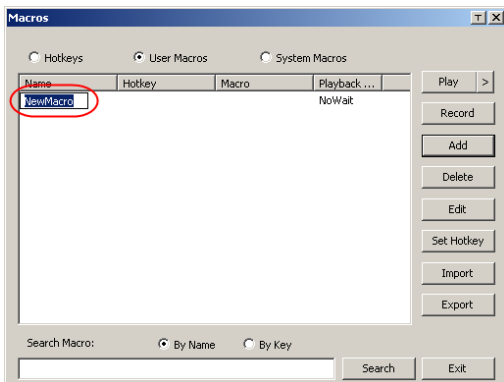 Macros
Hotkeys User Macros System Macros
Name Hotkey Macro Playback ...
NewMacro NoWait
Play >
Record
Add
Delete
Edit
Set Hotkey
Import
Export
Search Macro: By Name By Key
Search Exit